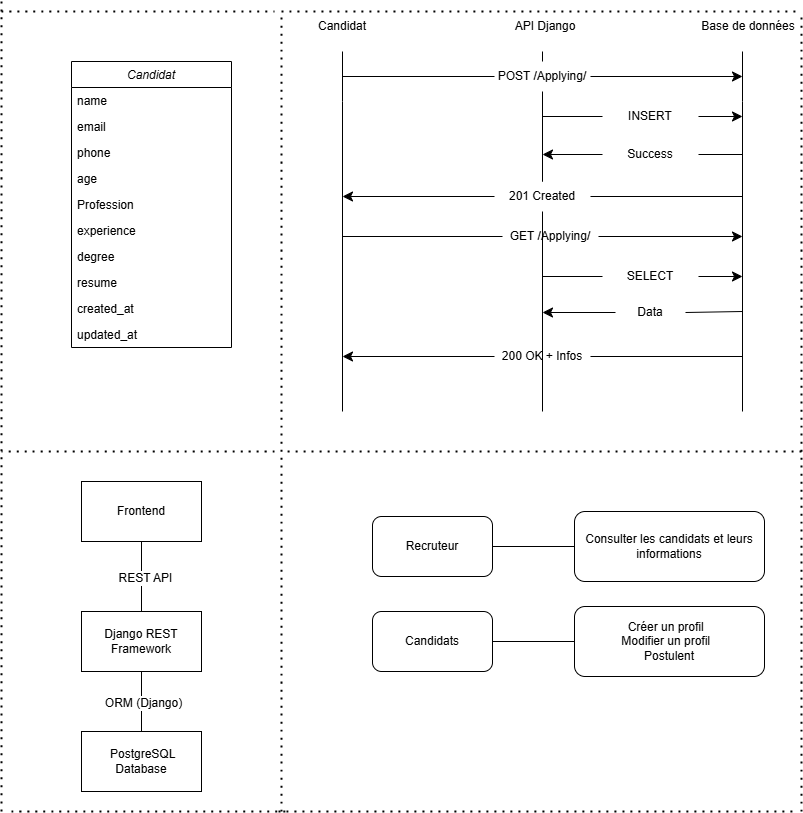 Candidat
name
email
phone
age
Profession
experience
degree
resume
created_at
updated_at
Candidat
API Django
Base de données
POST /Applying/
INSERT
Success
201 Created
GET /Applying/
SELECT
Data
200 OK + Infos
Frontend
REST API
Django REST
Framework
ORM (Django)
PostgreSQL
Database
Recruteur
Consulter les candidats et leurs
informations
Candidats
Créer un profil
Modifier un profil
Postulent